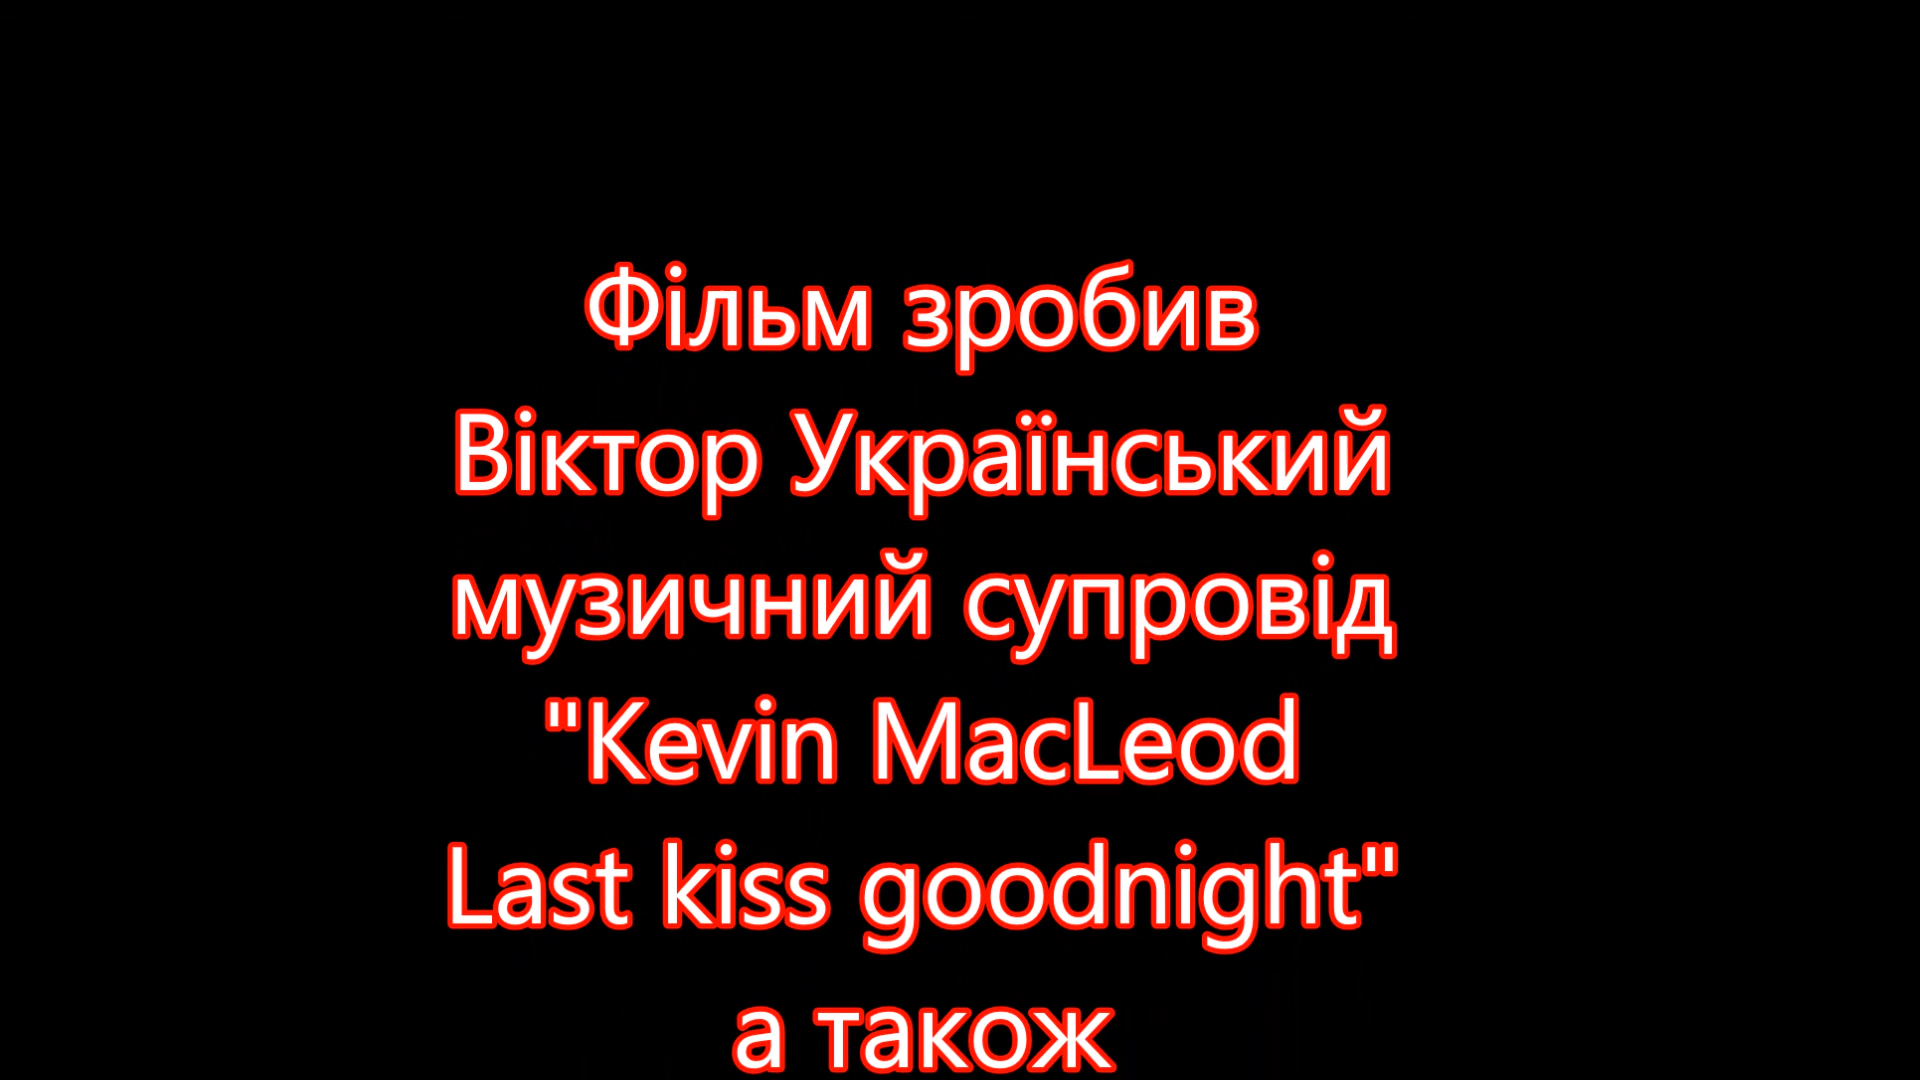 Фільм зробив
Віктор Український
музичний супровід
"Kevin MacLeod
Last kiss goodnight"
а також